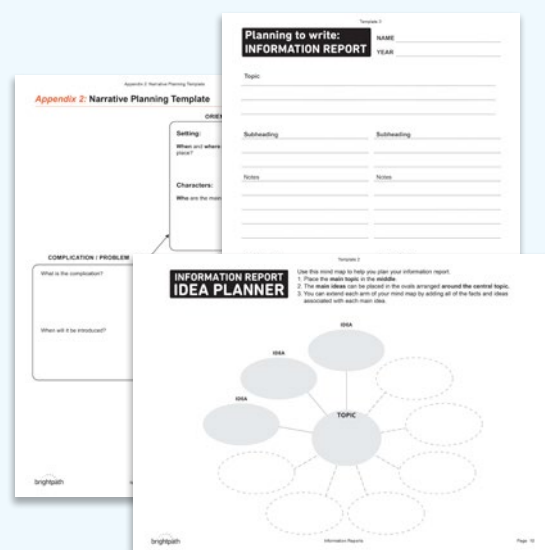 Template 3
Planning to write:
INFORMATION REPORT
NAME
YEAR
Topic
Subheading
Subheading
Notes
Notes
Appendix 2: Narrative Planning Template
Appendix 2: Narrative Planning Template
Setting:
When and where
place?
Characters:
Who are the main
COMPLICATION / PROBLEM
What is the complication?
When will it be introduced?
brightpath
Template 2
INFORMATION REPORT
IDEA PLANNER
Use this mind map to help you plan your information report.
1. Place the main topic in the middle.
2. The main ideas can be placed in the ovals arranged around the central topic.
3. You can extend each arm of your mind map by adding all of the facts and ideas
associated with each main idea.
IDEA
IDEA
IDEA
TOPIC
brightpath
Information Reports